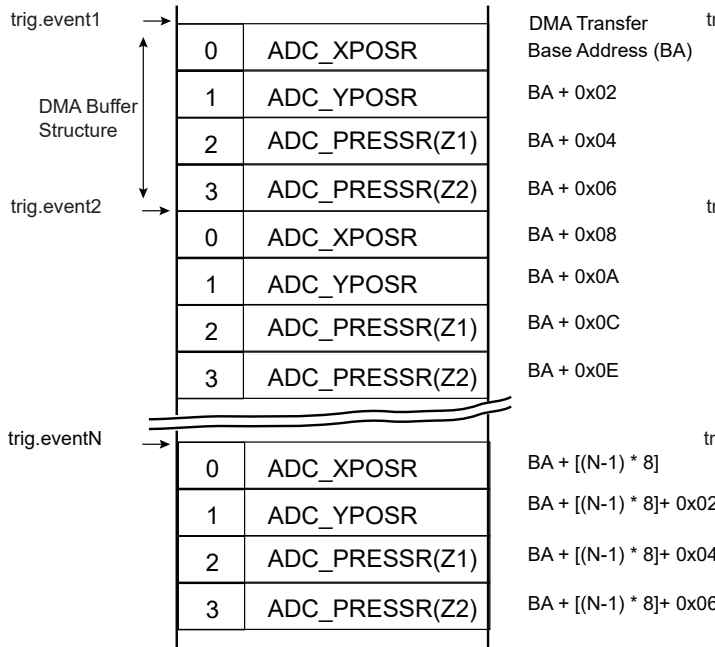 trig.event1
DMA Transfer
Base Address (BA)
tr
0 ADC_XPOSR
DMA Buffer
Structure
1 ADC_YPOSR BA + 0x02
2 ADC_PRESSR(Z1) BA + 0x04
3 ADC_PRESSR(Z2) BA + 0x06
trig.event2 tr
0 ADC_XPOSR BA + 0x08
1 ADC_YPOSR BA + 0x0A
2 ADC_PRESSR(Z1) BA + 0x0C
3 ADC_PRESSR(Z2) BA + 0x0E
trig.eventN tr
0 ADC_XPOSR BA + [(N-1) * 8]
1 ADC_YPOSR BA + [(N-1) * 8]+ 0x02
2 ADC_PRESSR(Z1) BA + [(N-1) * 8]+ 0x04
3 ADC_PRESSR(Z2) BA + [(N-1) * 8]+ 0x06